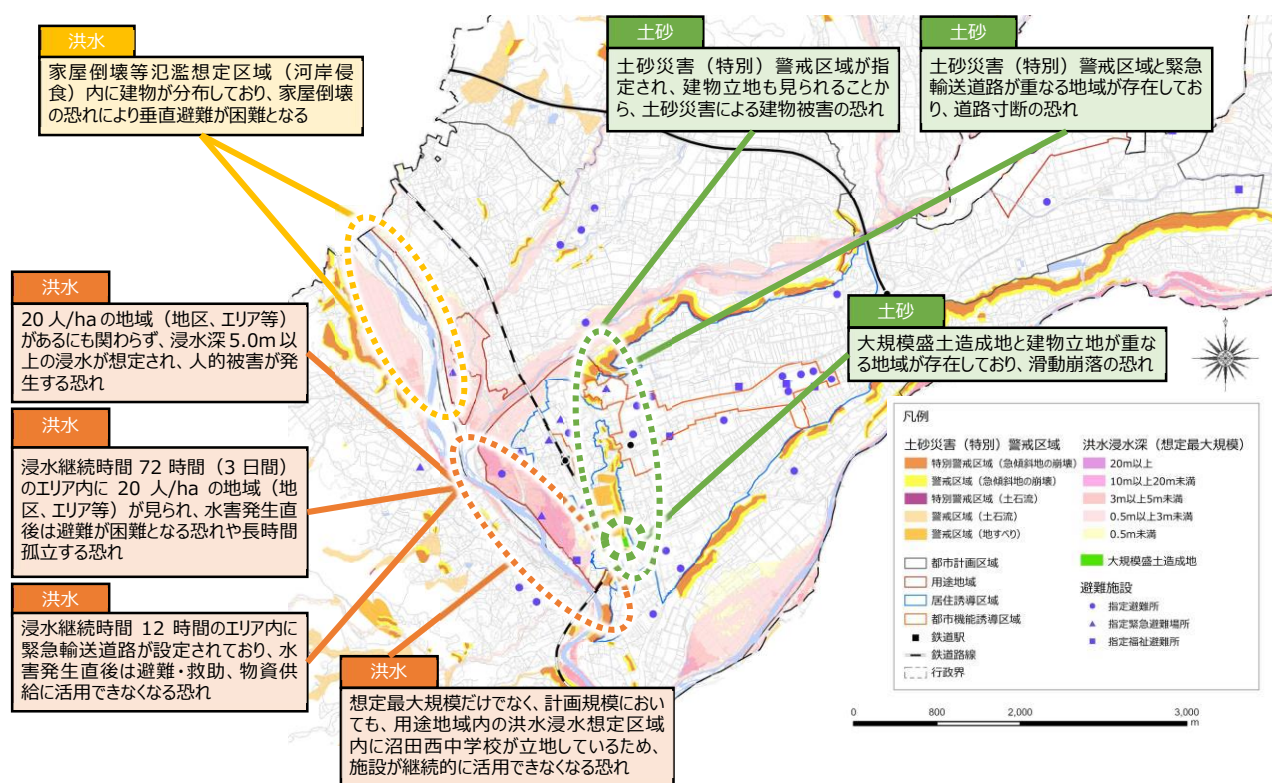 洪水
家屋倒壊等氾濫想定区域（河岸侵
食）内に建物が分布しており、家屋倒壊
の恐れにより垂直避難が困難となる
土砂
土砂災害（特別）警戒区域が指
定され、建物立地も見られることか
ら、土砂災害による建物被害の恐れ
土砂
土砂災害（特別）警戒区域と緊急
輸送道路が重なる地域が存在してお
り、道路寸断の恐れ
洪水
20 人/ha の地域（地区、エリア等）
があるにも関わらず、浸水深 5.0m 以
上の浸水が想定され、人的被害が発
生する恐れ
土砂
大規模盛土造成地と建物立地が重な
る地域が存在しており、滑動崩落の恐れ
洪水
浸水継続時間 72 時間（3 日間）
のエリア内に 20 人/ha の地域（地
区、エリア等）が見られ、水害発生直
後は避難が困難となる恐れや長時間
孤立する恐れ
洪水
浸水継続時間 12 時間のエリア内に
緊急輸送道路が設定されており、水
害発生直後は避難・救助、物資供
給に活用できなくなる恐れ
洪水
想定最大規模だけでなく、計画規模におい
ても、用途地域内の洪水浸水想定区域
内に沼田西中学校が立地しているため、
施設が継続的に活用できなくなる恐れ
凡例
土砂災害（特別）警戒区域
特別警戒区域（急傾斜地の崩壊）
警戒区域（急傾斜地の崩壊）
特別警戒区域（土石流）
警戒区域（土石流）
警戒区域（地すべり）
都市計画区域
用途地域
居住誘導区域
都市機能誘導区域
鉄道駅
鉄道路線
行政界
洪水浸水深（想定最大規模）
20m以上
10m以上20m未満
3m以上5m未満
0.5m以上3m未満
0.5m未満
大規模盛土造成地
避難施設
指定避難所
指定緊急避難場所
指定福祉避難所
0 800 2,000 3,000
m